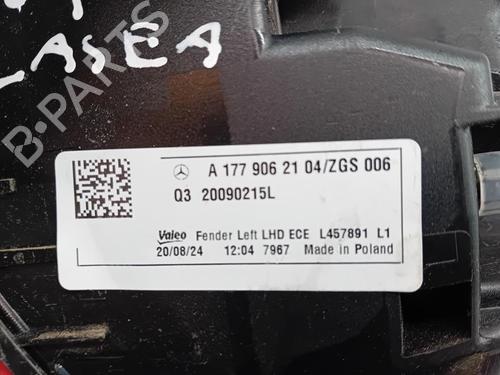 LASEA
B-PARTS
A 177 906 21 04/ZGS 006
Q3 20090215L
Valeo Fender Left LHD ECE L457891 L1
20/08/24 12:04 7967 Made in Poland